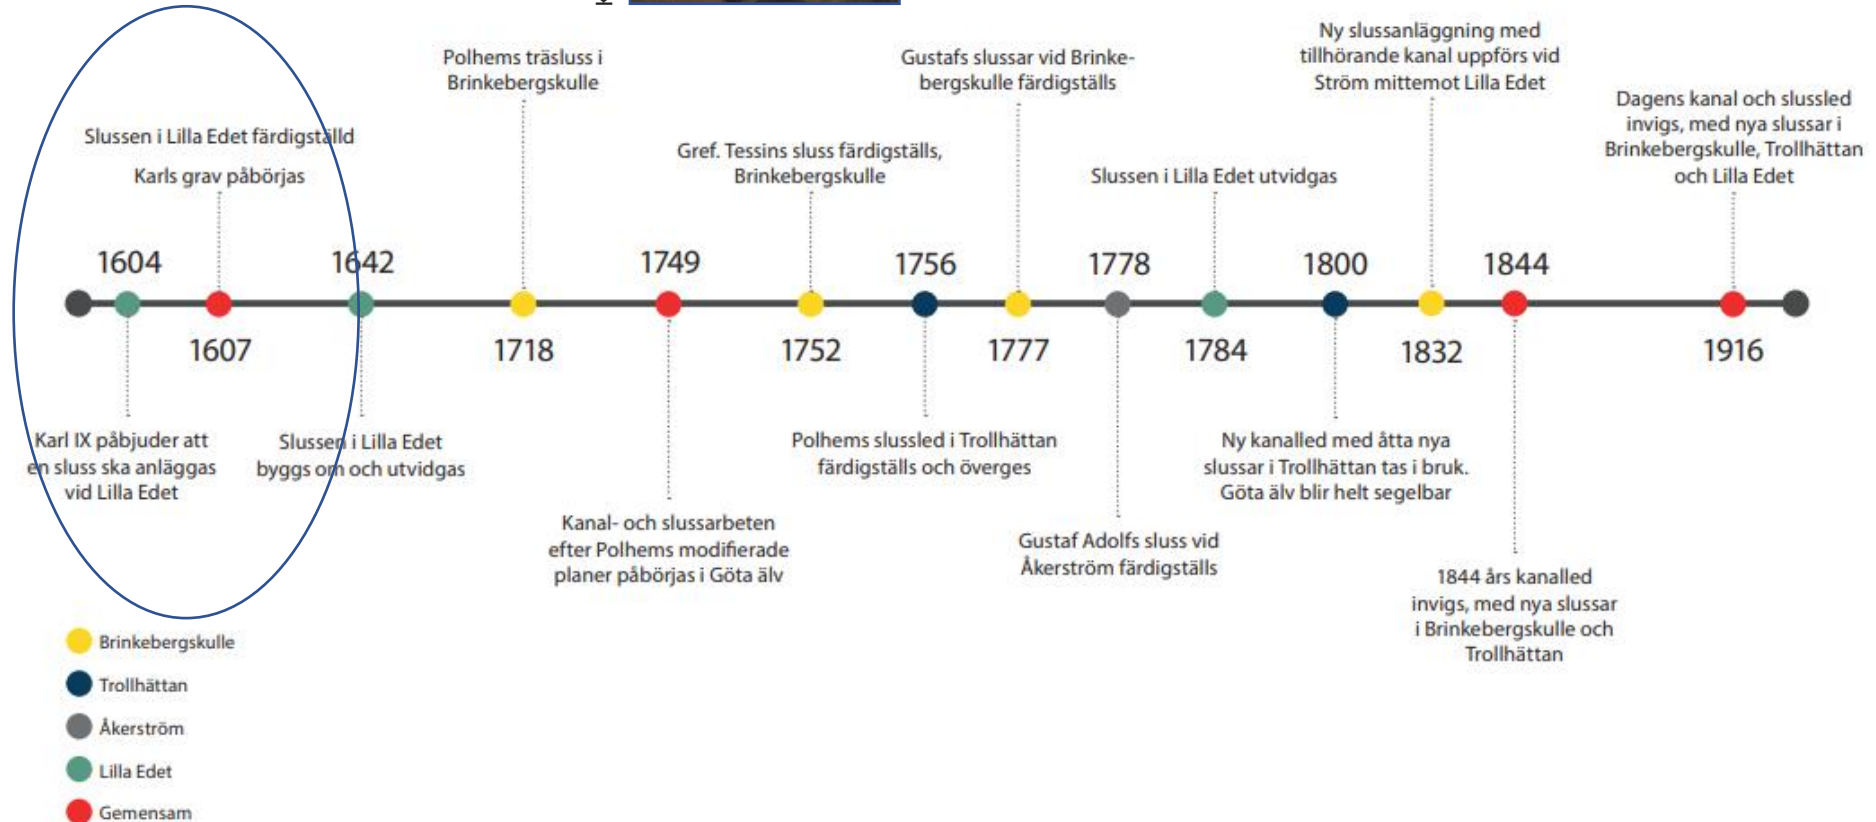 Slussen i Lilla Edet färdigställd
Karls grav påbörjas
Polhems träsluss i
Brinkebergskulle
Gref. Tessins sluss färdigställs,
Brinkebergskulle
Gustafs slussar vid Brinke-
bergskulle färdigställs
Slussen i Lilla Edet utvidgas
Ny slussanläggning med
tillhörande kanal uppförs vid
Ström mittemot Lilla Edet
Dagens kanal och slussled
invigs, med nya slussar i
Brinkebergskulle, Trollhättan
och Lilla Edet
1604
1642
1749
1756
1778
1800
1844
1607
1718
1752
1777
1784
1832
1916
Karl IX påbjuder att
en sluss ska anläggas
vid Lilla Edet
Slussen i Lilla Edet
byggs om och utvidgas
Kanal- och slussarbeten
efter Polhems modifierade
planer påbörjas i Göta älv
Polhems slussled i Trollhättan
färdigställs och överges
Gustaf Adolfs sluss vid
Åkerström färdigställs
Ny kanalled med åtta nya
slussar i Trollhättan tas i bruk.
Göta älv blir helt segelbar
1844 års kanalled
invigs, med nya slussar
i Brinkebergskulle och
Trollhättan
Brinkebergskulle
Trollhättan
Åkerström
Lilla Edet
Gemensam